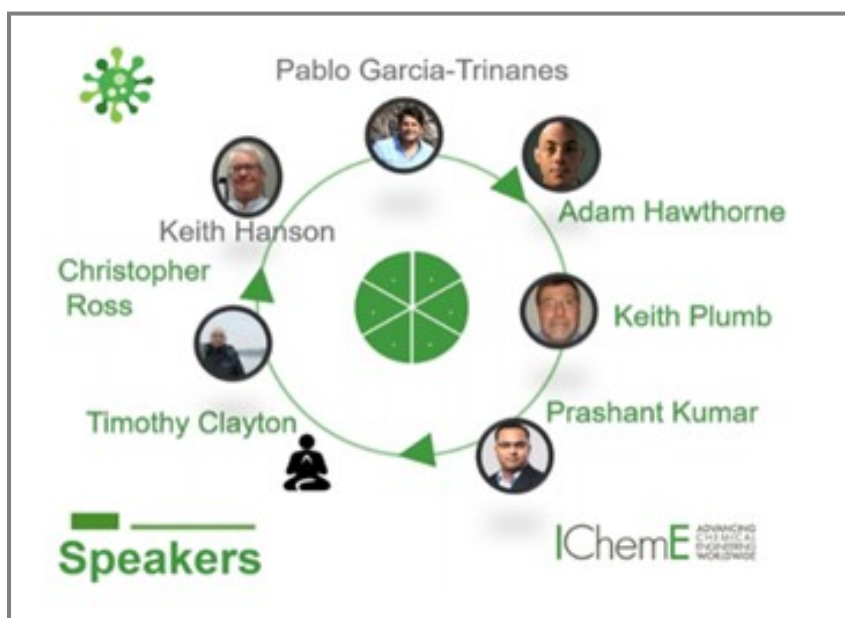 Pablo Garcia-Trinanes
Adam Hawthorne
Keith Hanson
Christopher
Ross
Keith Plumb
Prashant Kumar
Timothy Clayton
Speakers
IChemE ADVANCING
CHEMICAL
ENGINEERING
WORLDWIDE